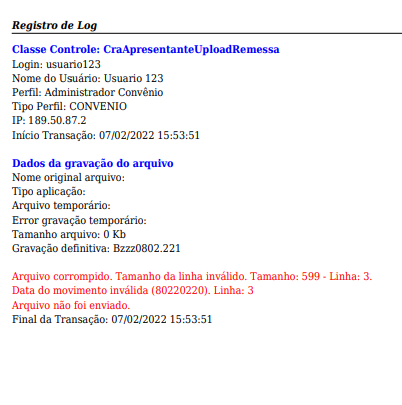 Registro de Log
Classe Controle: CraApresentanteUploadRemessa
Login: usuario123
Nome do Usuário: Usuario 123
Perfil: Administrador Convênio
Tipo Perfil: CONVENIO
IP: 189.50.87.2
Início Transação: 07/02/2022 15:53:51
Dados da gravação do arquivo
Nome original arquivo:
Tipo aplicação:
Arquivo temporário:
Error gravação temporário:
Tamanho arquivo: 0 Kb
Gravação definitiva: Bzzz0802.221
Arquivo corrompido. Tamanho da linha inválido. Tamanho: 599 - Linha: 3.
Data do movimento inválida (80220220). Linha: 3
Arquivo não foi enviado.
Final da Transação: 07/02/2022 15:53:51